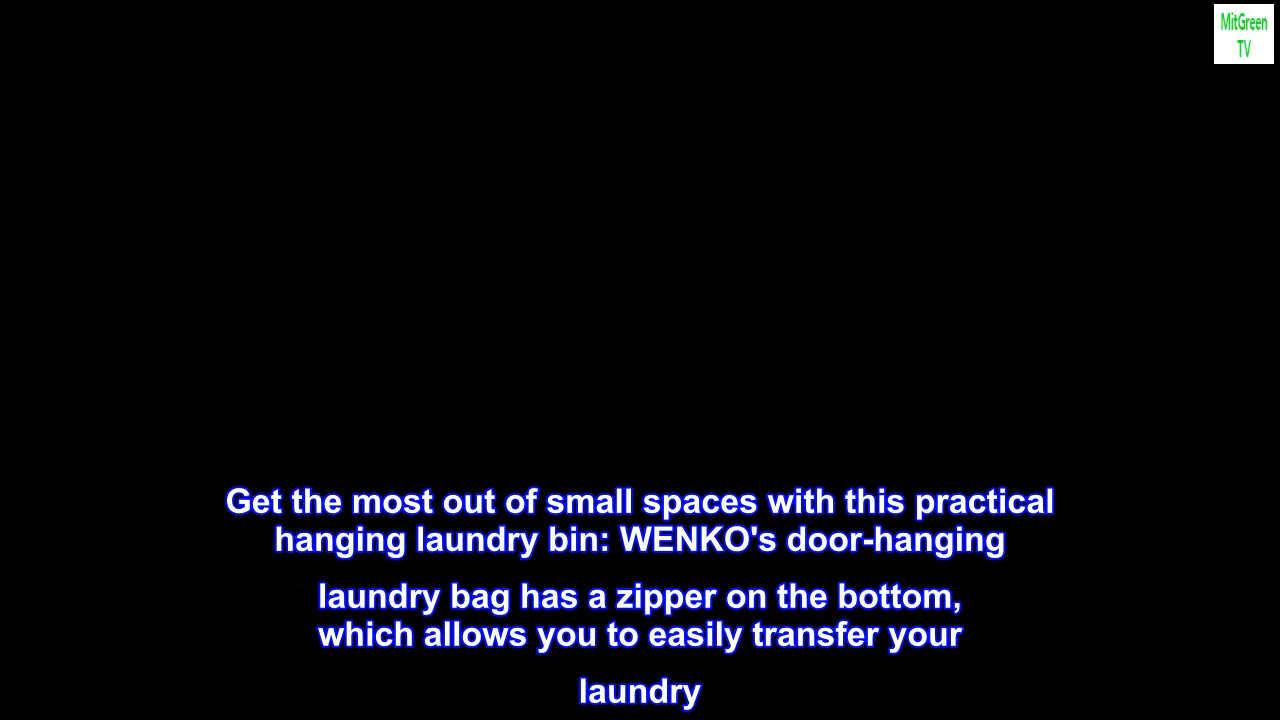 MitGreen
TV
Get the most out of small spaces with this practical
hanging laundry bin: WENKO's door-hanging
laundry bag has a zipper on the bottom,
which allows you to easily transfer your
laundry